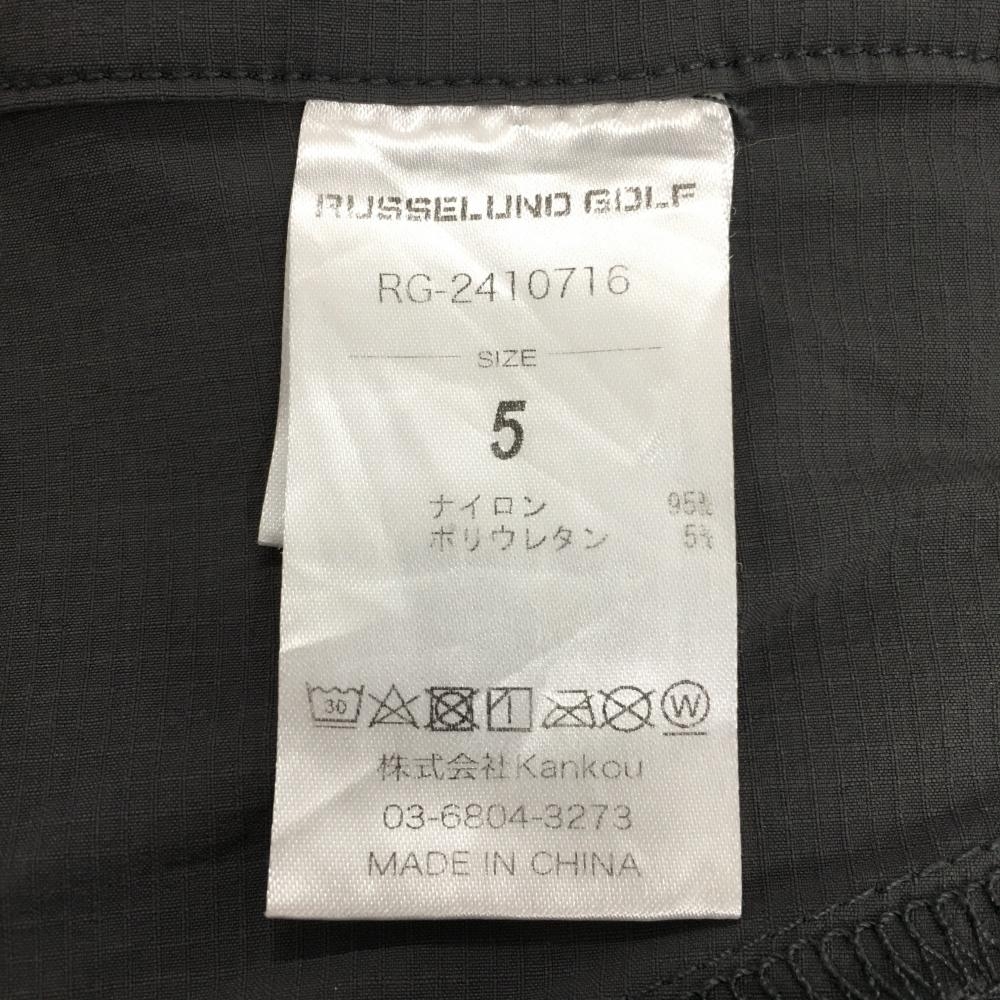 RUSSELUNO GOLF
RG-2410716
SIZE
5
ナイロン 95%
ポリウレタン 5%
30 W
株式会社Kankou
03-6804-3273
MADE IN CHINA